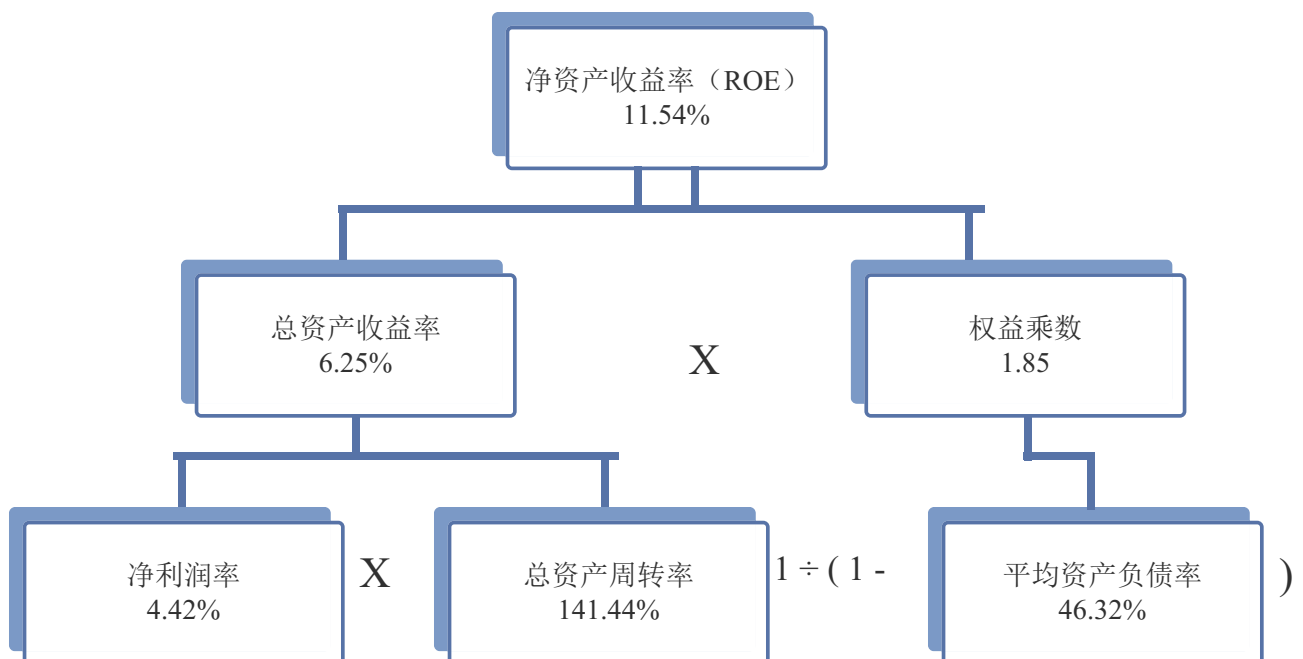 净资产收益率（ROE）
11.54%
总资产收益率
6.25%
X
权益乘数
1.85
净利润率
4.42%
X
总资产周转率
141.44%
1 ÷ ( 1 -
平均资产负债率
46.32%
)